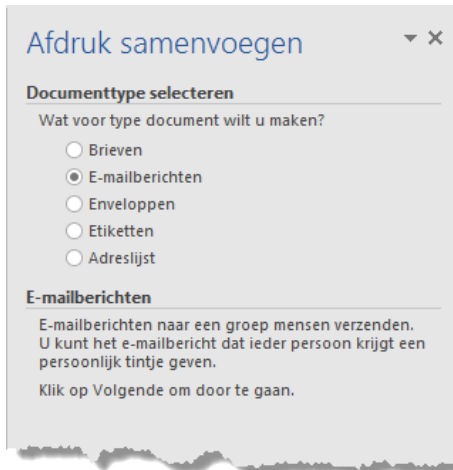 Afdruk samenvoegen
Documenttype selecteren
Wat voor type document wilt u maken?
Brieven
E-mailberichten
Enveloppen
Etiketten
Adreslijst
E-mailberichten
E-mailberichten naar een groep mensen verzenden.
U kunt het e-mailbericht dat ieder persoon krijgt een
persoonlijk tintje geven.
Klik op Volgende om door te gaan.